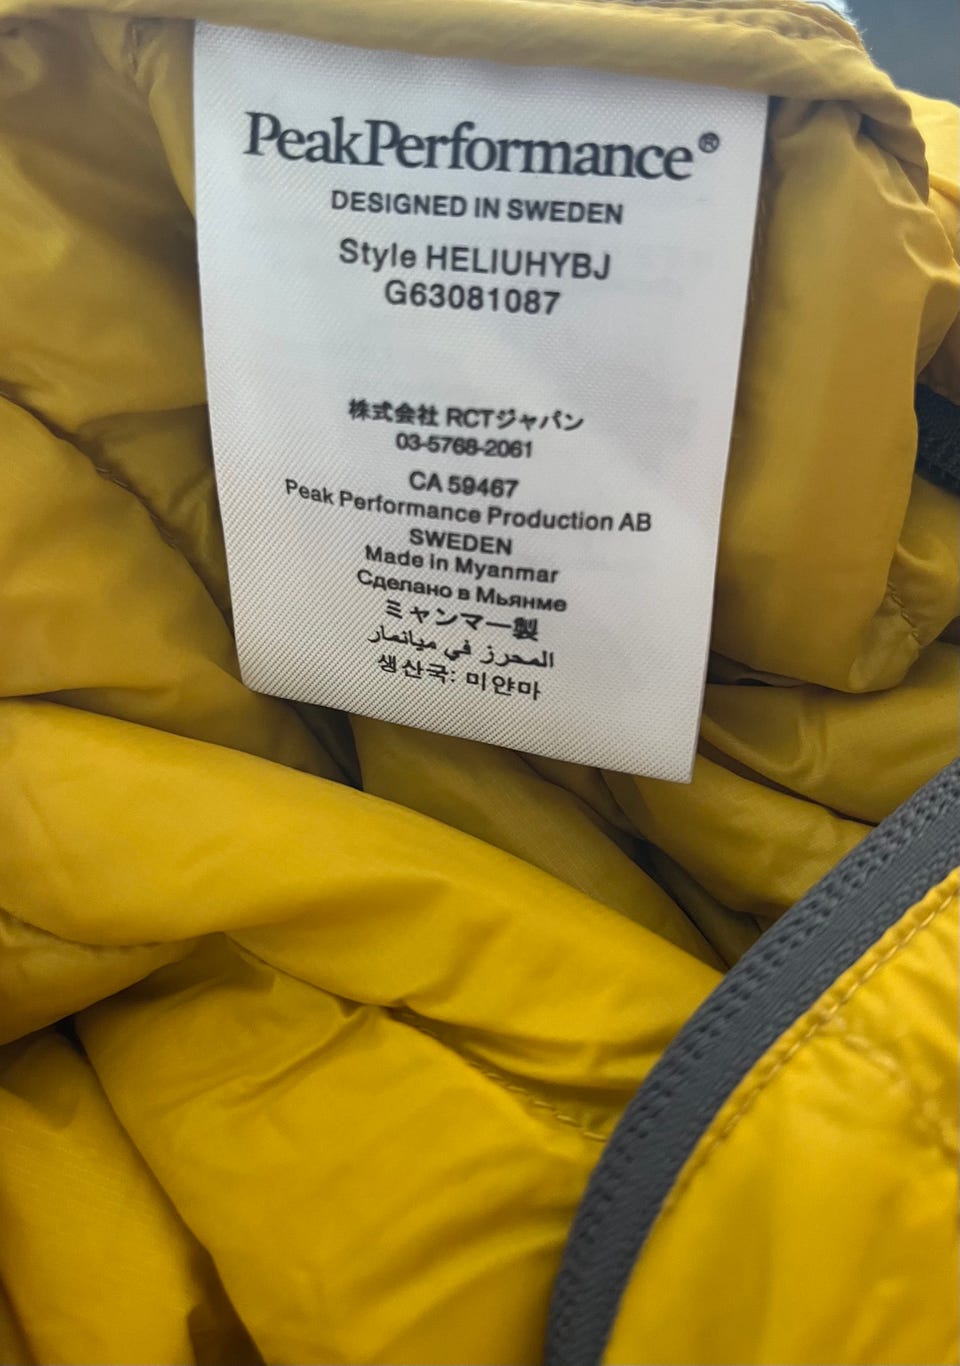 PeakPerformance®
DESIGNED IN SWEDEN
Style HELIUHYBJ
G63081087
株式会社 RCTジャパン
03-5768-2061
CA 59467
Peak Performance Production AB
SWEDEN
Made in Myanmar
Сделано в Мьянме
ミャンマー製
المحرز في ميانمار
생산국: 미얀마